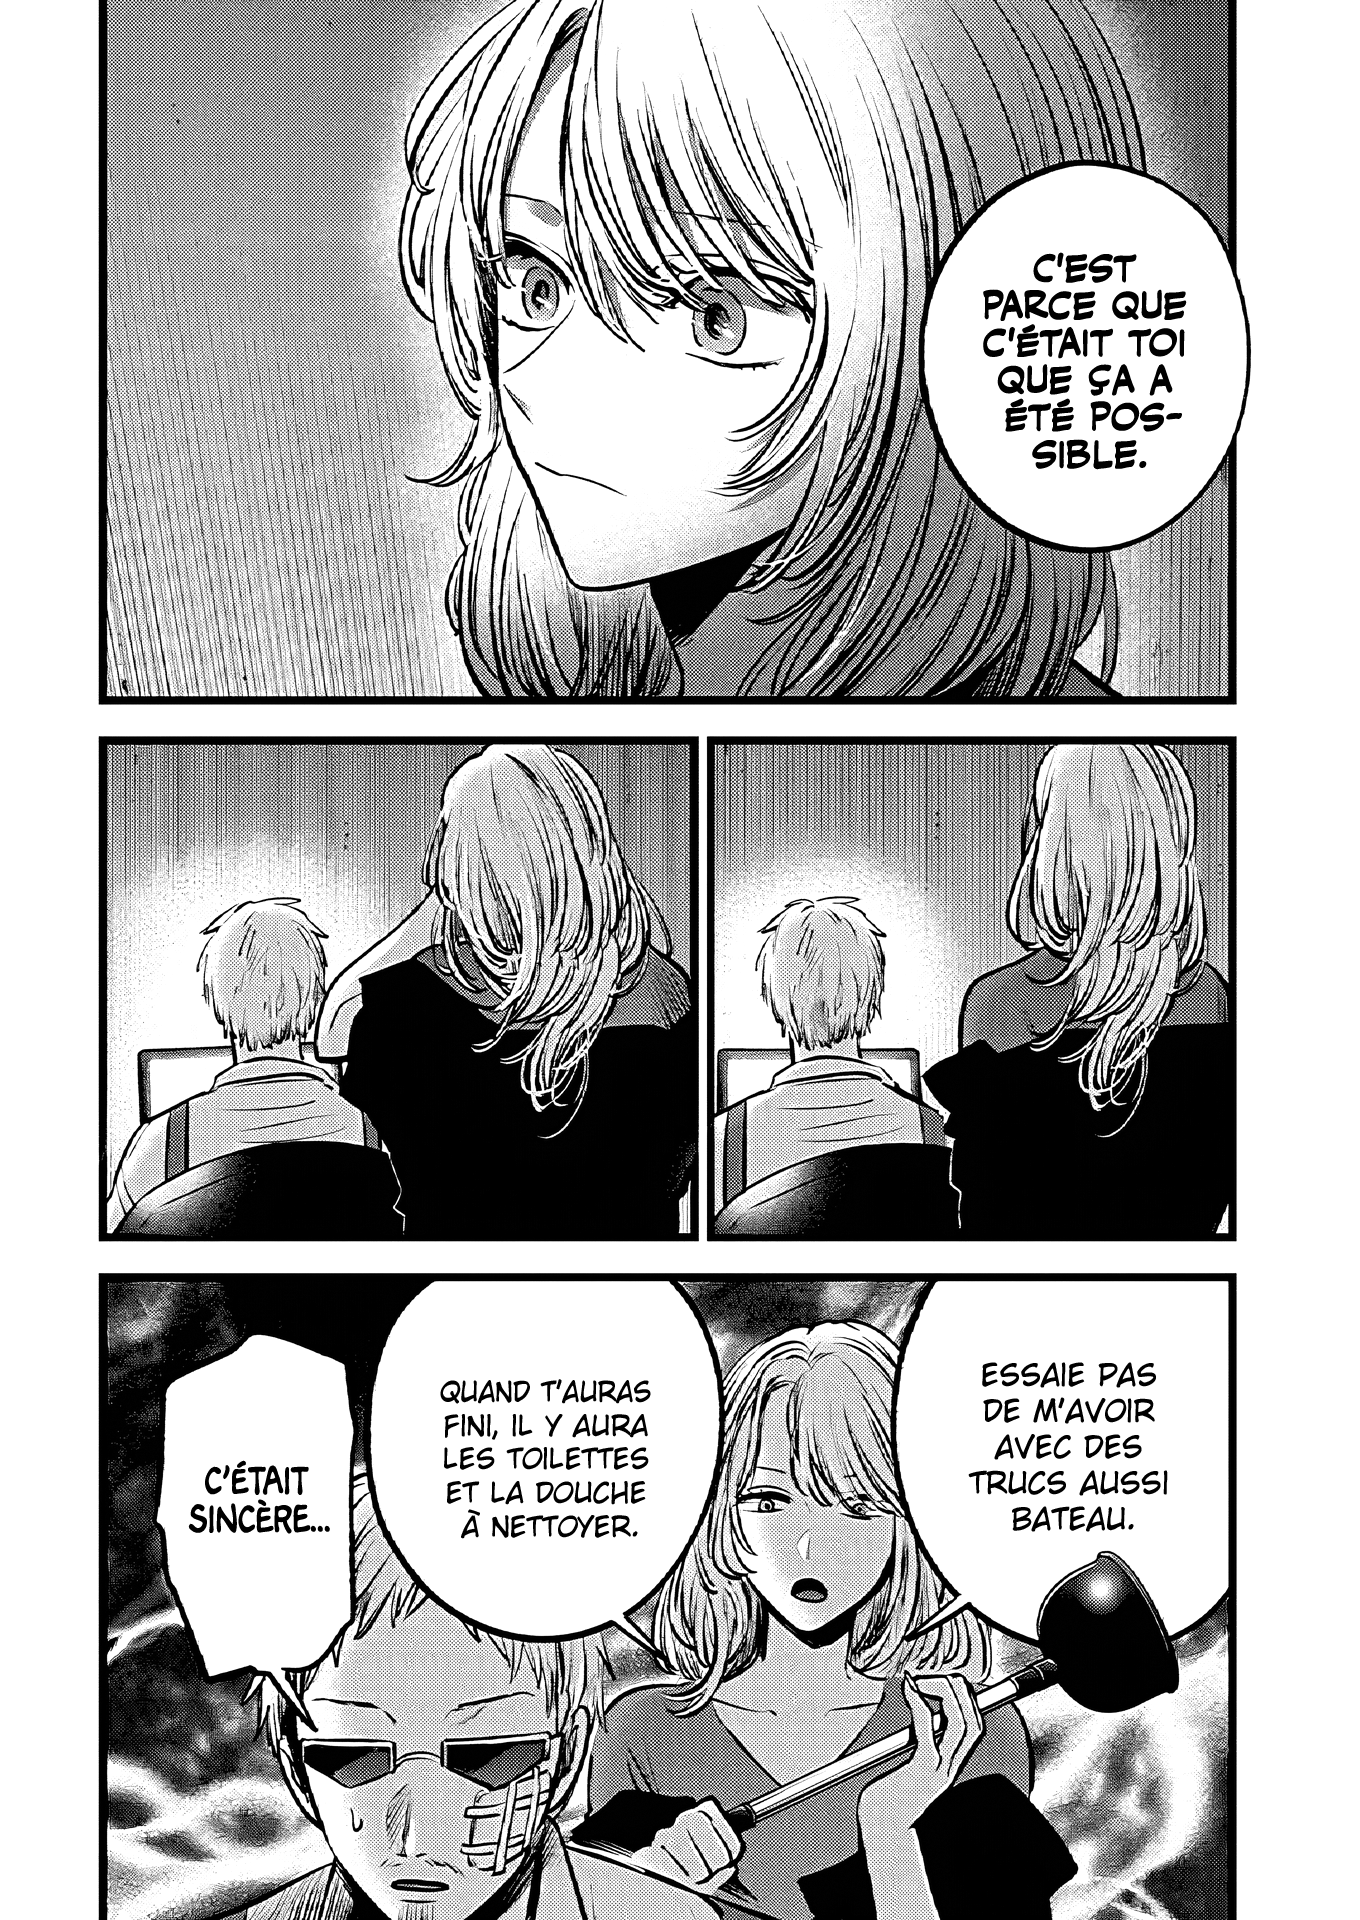 C'EST
PARCE QUE
C'ÉTAIT TOI
QUE ÇA A
ÉTÉ POS-
SIBLE.
ESSAIE PAS
DE M'AVOIR
AVEC DES
TRUCS AUSSI
BATEAU.
QUAND T'AURAS
FINI, IL Y AURA
LES TOILETTES
ET LA DOUCHE
À NETTOYER.
C'ÉTAIT
SINCÈRE...